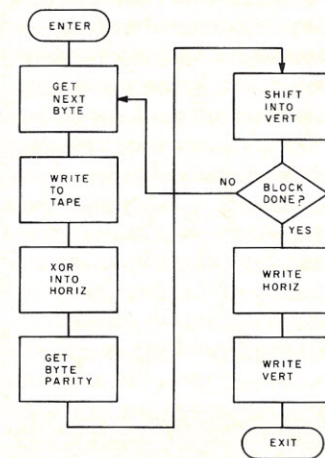 ENTER
GET
NEXT
BYTE
WRITE
TO
TAPE
XOR
INTO
HORIZ
GET
BYTE
PARITY
SHIFT
INTO
VERT
BLOCK
DONE?
NO
YES
WRITE
HORIZ
WRITE
VERT
EXIT